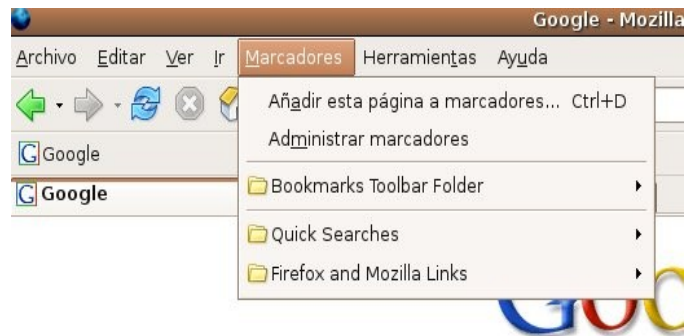 Google - Mozilla
Archivo Editar Ver Ir Marcadores Herramientas Ayuda
Añadir esta página a marcadores... Ctrl+D
Administrar marcadores
Google
Bookmarks Toolbar Folder
Google
Quick Searches
Firefox and Mozilla Links
Goo